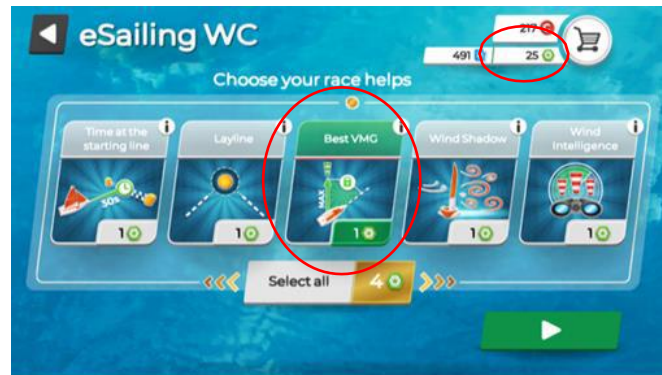 eSailing WC
217
491
25
Choose your race helps
Time at the starting line
Layline
Best VMG
Wind Shadow
Wind Intelligence
i
i
i
i
i
30s
MAX
1
1
1
1
1
Select all
4